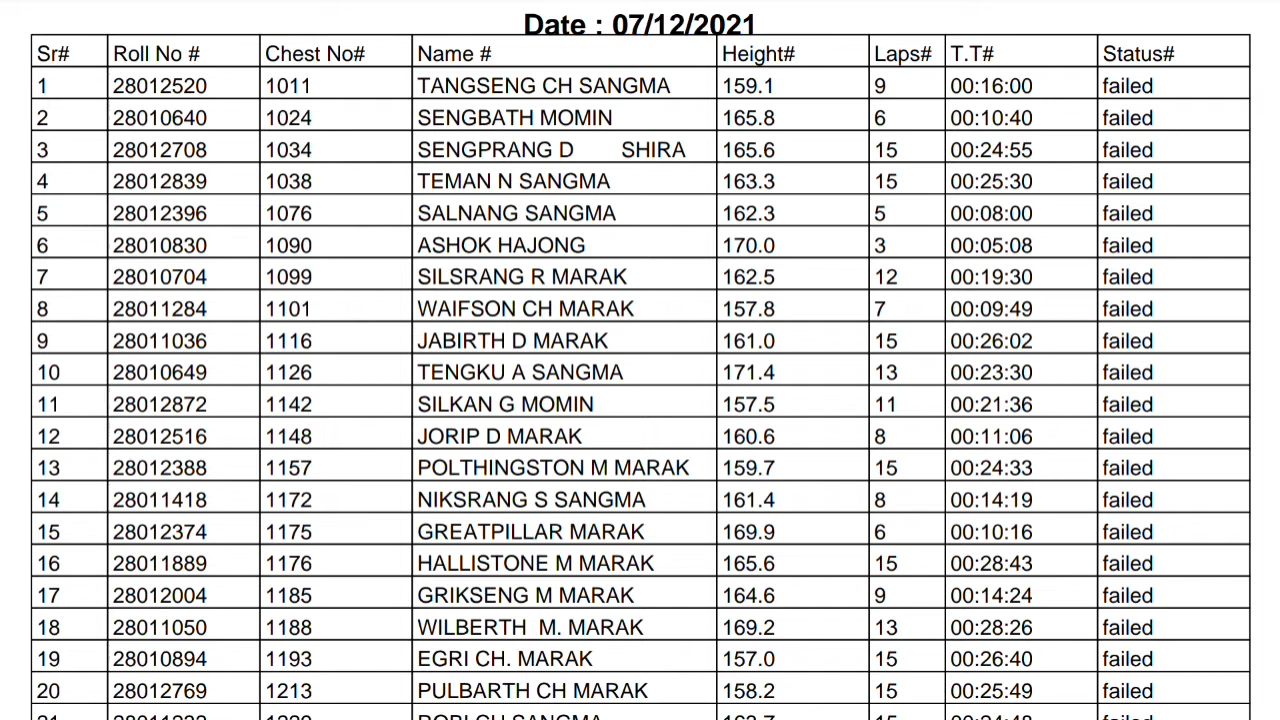 Date : 07/12/2021
Sr# Roll No # Chest No# Name # Height# Laps# T.T# Status#
1 28012520 1011 TANGSENG CH SANGMA 159.1 9 00:16:00 failed
2 28010640 1024 SENGBATH MOMIN 165.8 6 00:10:40 failed
3 28012708 1034 SENGPRANG D SHIRA 165.6 15 00:24:55 failed
4 28012839 1038 TEMAN N SANGMA 163.3 15 00:25:30 failed
5 28012396 1076 SALNANG SANGMA 162.3 5 00:08:00 failed
6 28010830 1090 ASHOK HAJONG 170.0 3 00:05:08 failed
7 28010704 1099 SILSRANG R MARAK 162.5 12 00:19:30 failed
8 28011284 1101 WAIFSON CH MARAK 157.8 7 00:09:49 failed
9 28011036 1116 JABIRTH D MARAK 161.0 15 00:26:02 failed
10 28010649 1126 TENGKU A SANGMA 171.4 13 00:23:30 failed
11 28012872 1142 SILKAN G MOMIN 157.5 11 00:21:36 failed
12 28012516 1148 JORIP D MARAK 160.6 8 00:11:06 failed
13 28012388 1157 POLTHINGSTON M MARAK 159.7 15 00:24:33 failed
14 28011418 1172 NIKSRANG S SANGMA 161.4 8 00:14:19 failed
15 28012374 1175 GREATPILLAR MARAK 169.9 6 00:10:16 failed
16 28011889 1176 HALLISTONE M MARAK 165.6 15 00:28:43 failed
17 28012004 1185 GRIKSENG M MARAK 164.6 9 00:14:24 failed
18 28011050 1188 WILBERTH M. MARAK 169.2 13 00:28:26 failed
19 28010894 1193 EGRI CH. MARAK 157.0 15 00:26:40 failed
20 28012769 1213 PULBARTH CH MARAK 158.2 15 00:25:49 failed